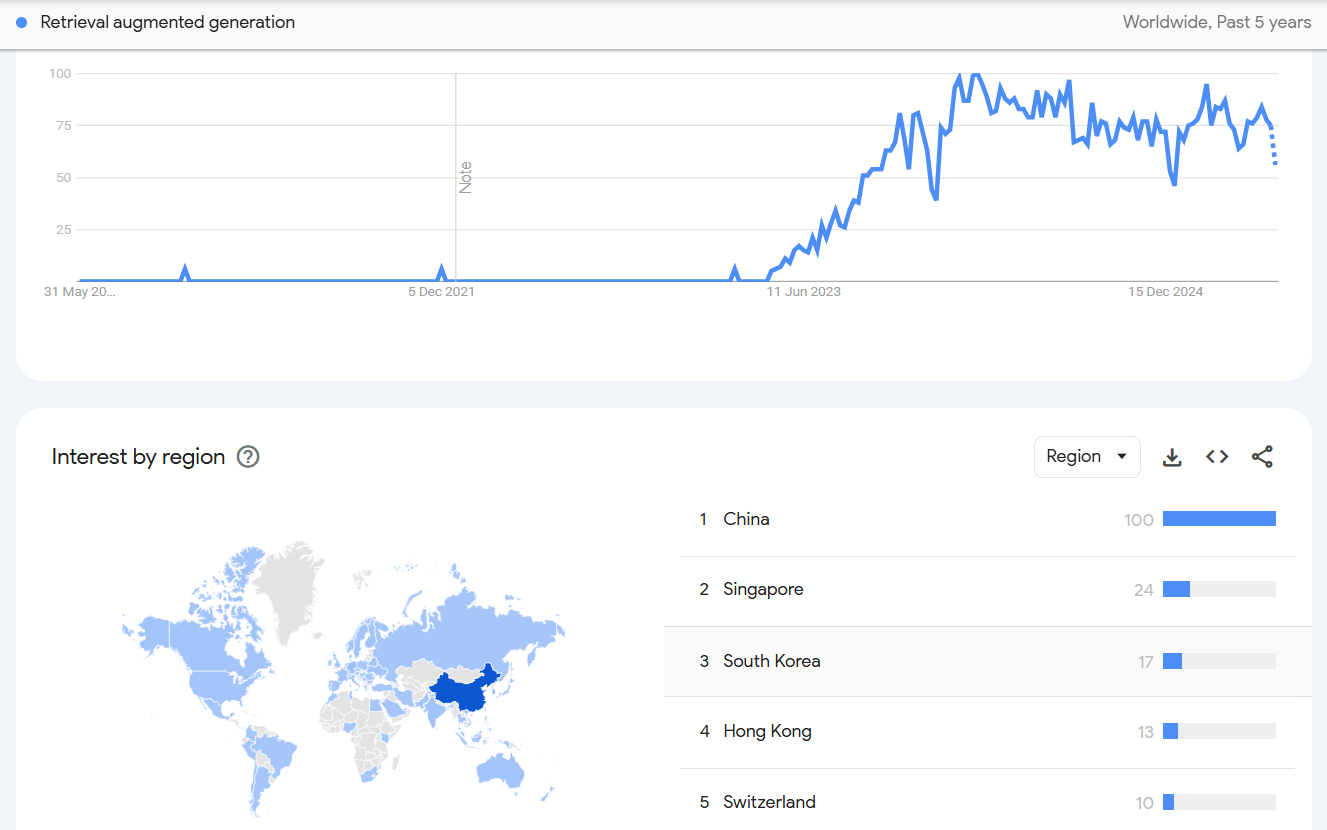 Retrieval augmented generation
Worldwide, Past 5 years
100
75
50
25
Note
31 May 20...
5 Dec 2021
11 Jun 2023
15 Dec 2024
Interest by region ?
Region
1 China 100
2 Singapore 24
3 South Korea 17
4 Hong Kong 13
5 Switzerland 10